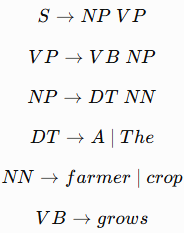 S → NP VP
VP → VB NP
NP → DT NN
DT → A | The
NN → farmer | crop
VB → grows